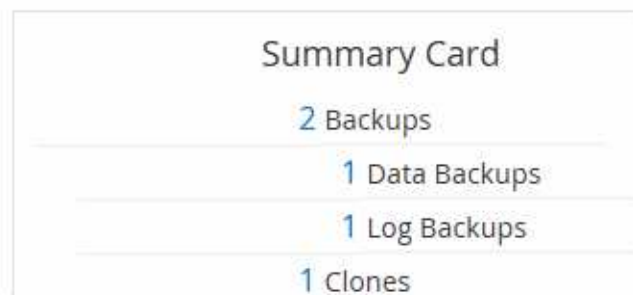 Summary Card
2 Backups
1 Data Backups
1 Log Backups
1 Clones